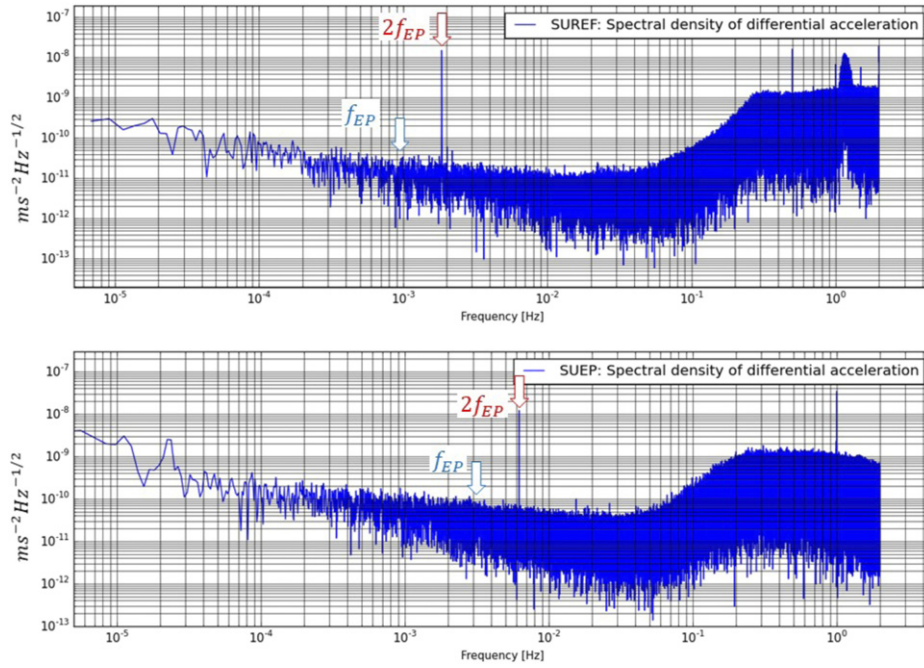 10⁻⁷
10⁻⁸
10⁻⁹
10⁻¹⁰
10⁻¹¹
10⁻¹²
10⁻¹³
ms⁻²Hz⁻¹/²
2f_EP
f_EP
SUREF: Spectral density of differential acceleration
10⁻⁵ 10⁻⁴ 10⁻³ 10⁻² 10⁻¹ 10⁰
Frequency [Hz]
10⁻⁷
10⁻⁸
10⁻⁹
10⁻¹⁰
10⁻¹¹
10⁻¹²
10⁻¹³
ms⁻²Hz⁻¹/²
2f_EP
f_EP
SUEP: Spectral density of differential acceleration
10⁻⁵ 10⁻⁴ 10⁻³ 10⁻² 10⁻¹ 10⁰
Frequency [Hz]